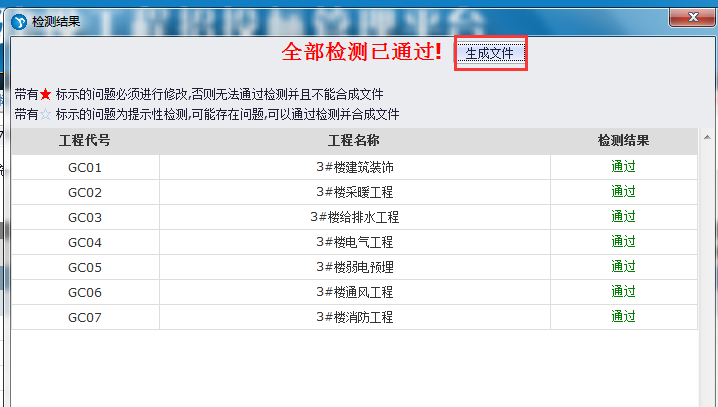 检测结果
全部检测已通过! 生成文件
带有★ 标示的问题必须进行修改,否则无法通过检测并且不能合成文件
带有☆ 标示的问题为提示性检测,可能存在问题,可以通过检测并合成文件
工程代号 工程名称 检测结果
GC01 3#楼建筑装饰 通过
GC02 3#楼采暖工程 通过
GC03 3#楼给排水工程 通过
GC04 3#楼电气工程 通过
GC05 3#楼弱电预埋 通过
GC06 3#楼通风工程 通过
GC07 3#楼消防工程 通过